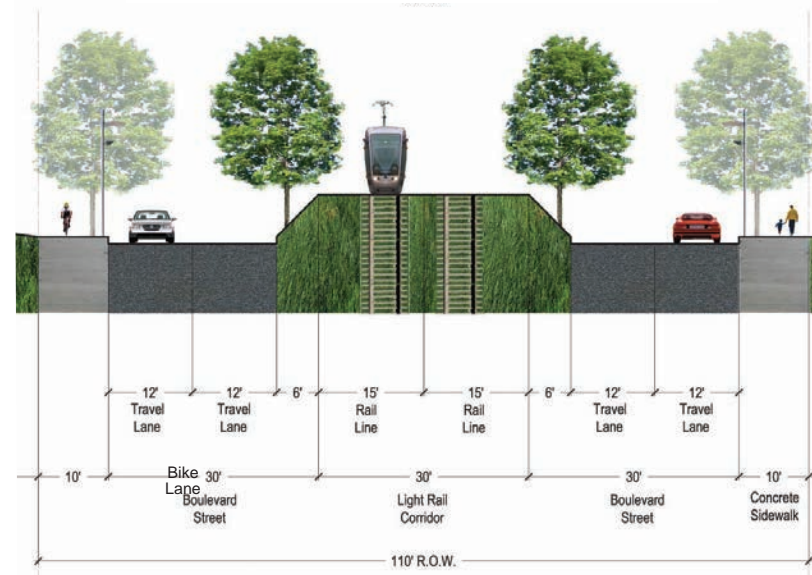 12' 12' 6' 15' 15' 6' 12' 12'
Travel Travel Rail Rail Travel Travel
Lane Lane Line Line Lane Lane
10' Bike 30' 30' 30' 10'
Lane
Boulevard Light Rail Boulevard Concrete
Street Corridor Street Sidewalk
110' R.O.W.